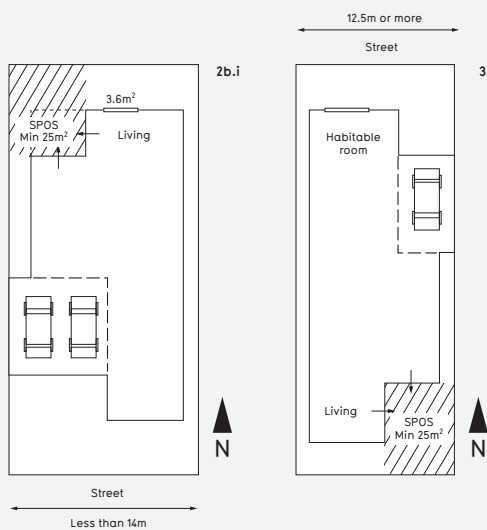 2b.i
3.6m²
SPOS
Min 25m²
Living
N
Street
Less than 14m
12.5m or more
Street
3
Habitable
room
Living
SPOS
Min 25m²
N